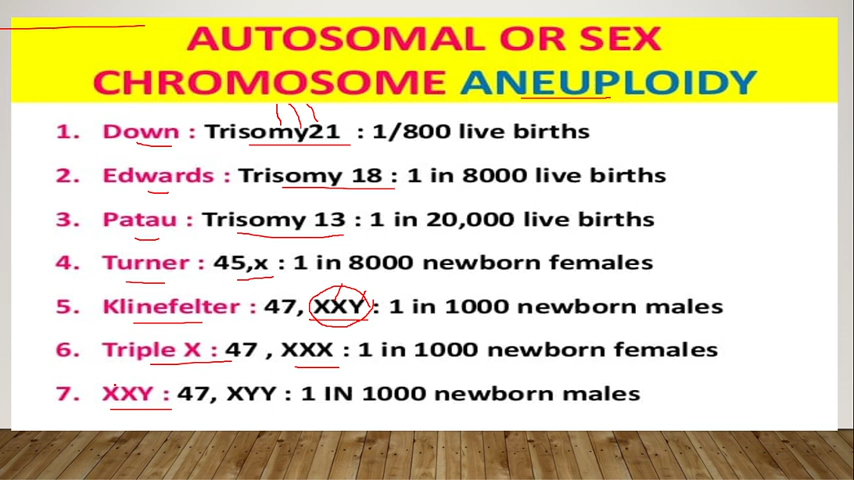 AUTOSOMAL OR SEX
CHROMOSOME ANEUPLOIDY
1. Down : Trisomy21 : 1/800 live births
2. Edwards : Trisomy 18 : 1 in 8000 live births
3. Patau : Trisomy 13 : 1 in 20,000 live births
4. Turner : 45,x : 1 in 8000 newborn females
5. Klinefelter : 47, XXY : 1 in 1000 newborn males
6. Triple X : 47 , XXX : 1 in 1000 newborn females
7. XXY : 47, XYY : 1 IN 1000 newborn males